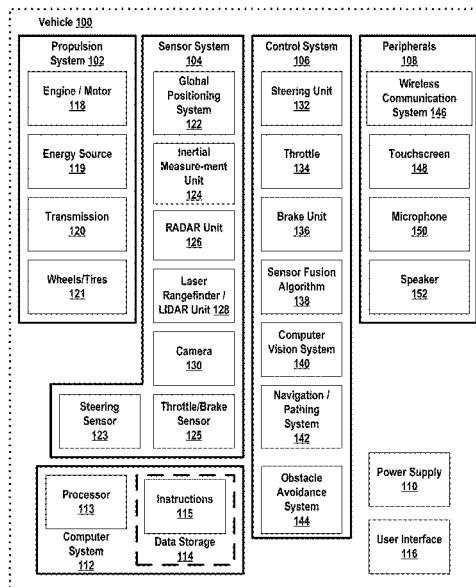 Vehicle 100
Propulsion
System 102
Engine / Motor
118
Energy Source
119
Transmission
120
Wheels/Tires
121
Sensor System
104
Global
Positioning
System
122
Inertial
Measure-ment
Unit
124
RADAR Unit
126
Laser
Rangefinder /
LIDAR Unit 128
Camera
130
Steering
Sensor
123
Throttle/Brake
Sensor
125
Control System
106
Steering Unit
132
Throttle
134
Brake Unit
136
Sensor Fusion
Algorithm
138
Computer
Vision System
140
Navigation /
Pathing
System
142
Obstacle
Avoidance
System
144
Peripherals
108
Wireless
Communication
System 146
Touchscreen
148
Microphone
150
Speaker
152
Processor
113
Computer
System
112
Instructions
115
Data Storage
114
Power Supply
110
User Interface
116